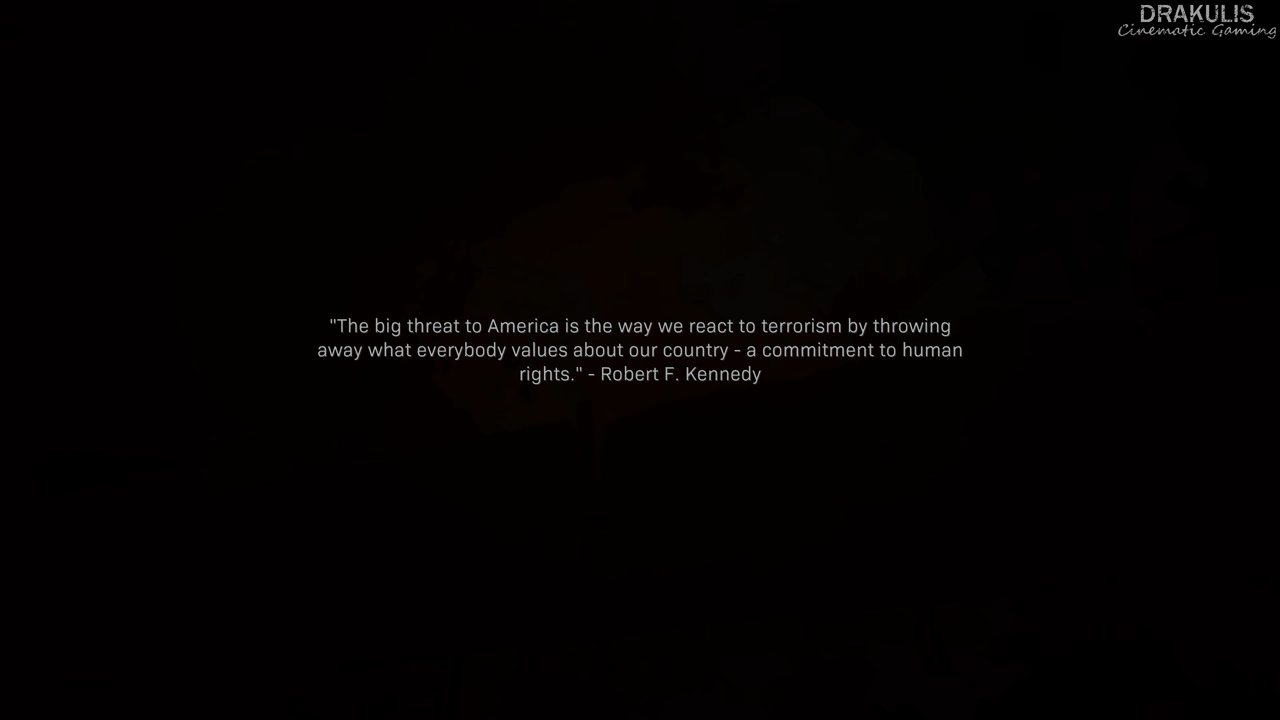 DRAKULIS
Cinematic Gaming
"The big threat to America is the way we react to terrorism by throwing
away what everybody values about our country - a commitment to human
rights." - Robert F. Kennedy